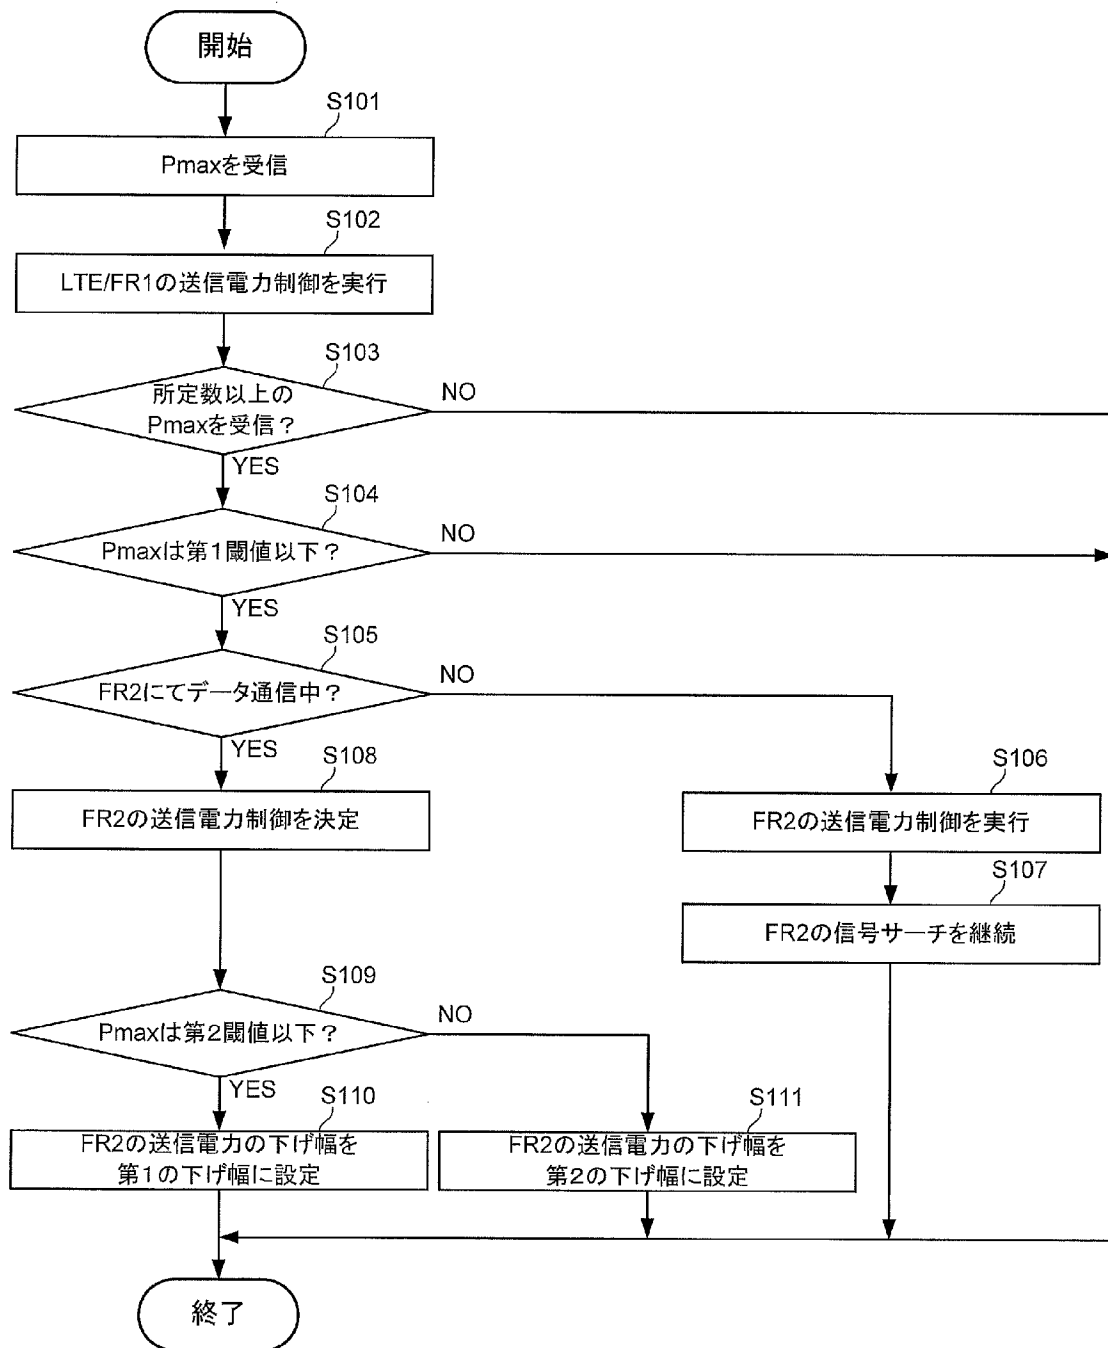 開始
S101
Pmaxを受信
S102
LTE/FR1の送信電力制御を実行
S103
所定数以上の
Pmaxを受信？
NO
YES
S104
Pmaxは第1閾値以下？
NO
YES
S105
FR2にてデータ通信中？
NO
YES
S108
FR2の送信電力制御を決定
S106
FR2の送信電力制御を実行
S107
FR2の信号サーチを継続
S109
Pmaxは第2閾値以下？
NO
YES
S110
FR2の送信電力の下げ幅を
第1の下げ幅に設定
S111
FR2の送信電力の下げ幅を
第2の下げ幅に設定
終了